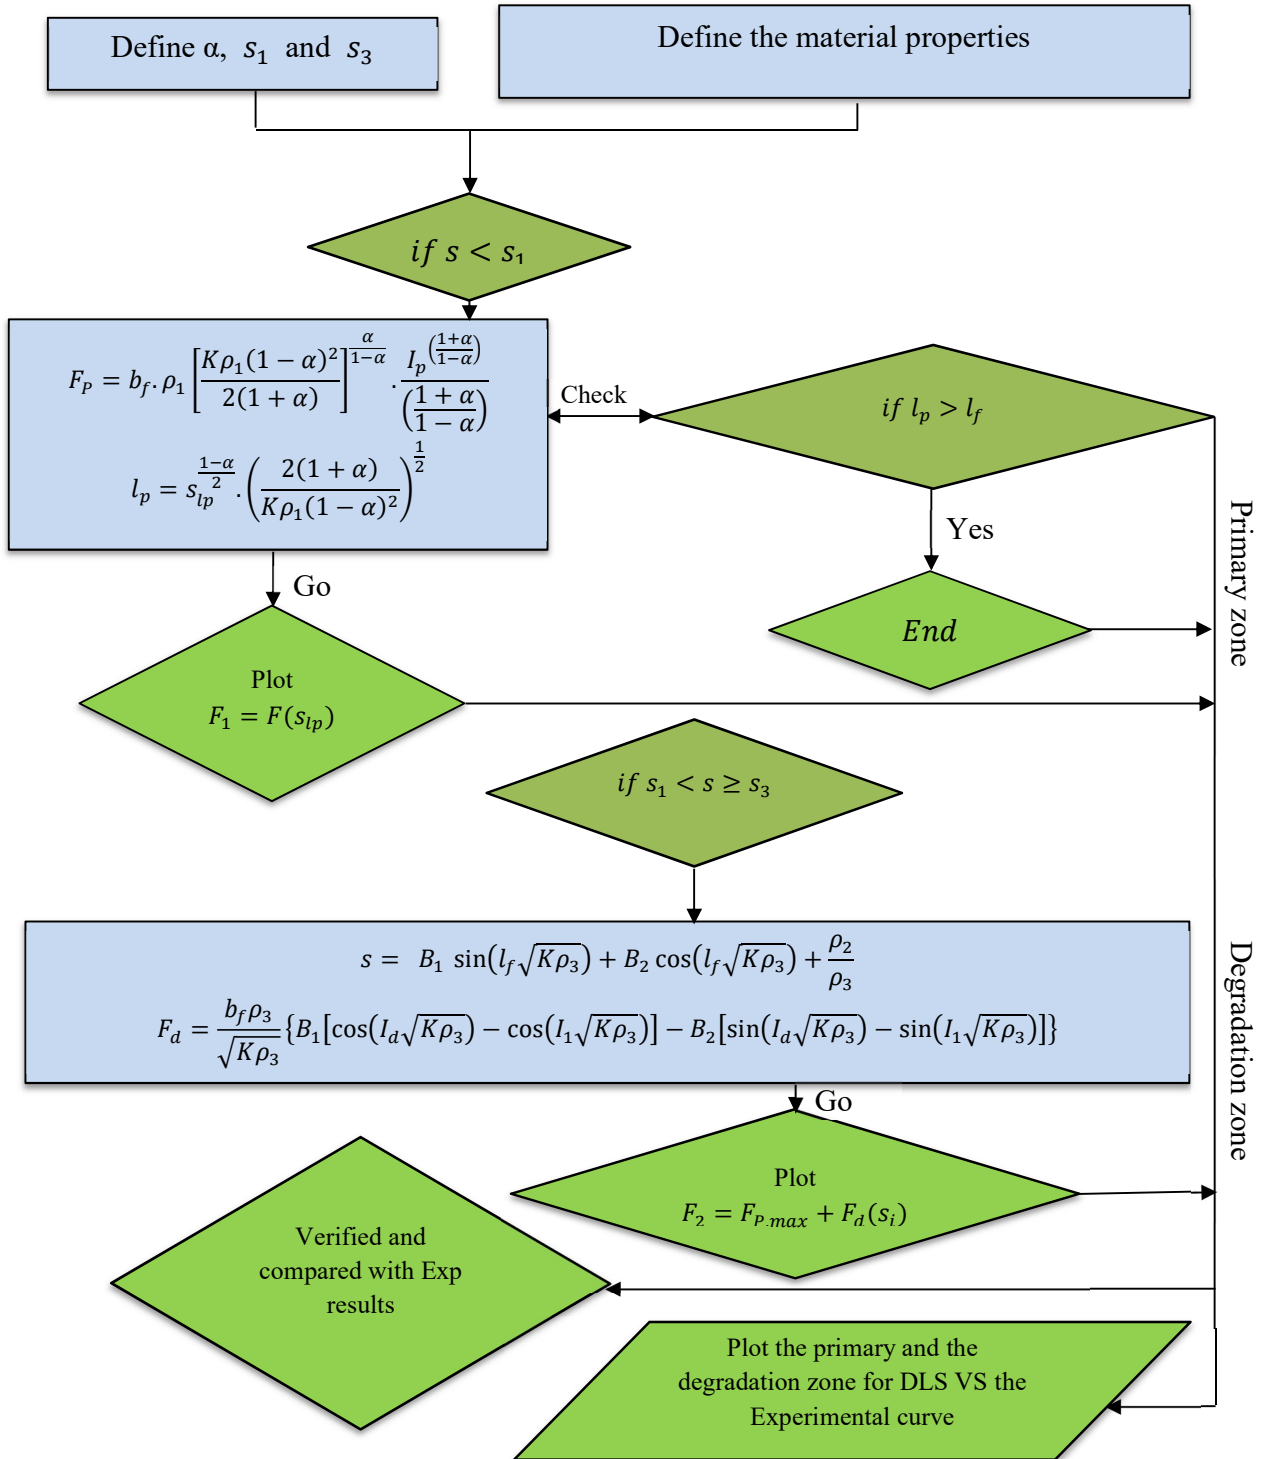 Define α, s₁ and s₃
Define the material properties
if s < s₁
F_P = b_f . ρ₁ [Kρ₁(1 − α)² / 2(1 + α)]^(α/(1−α)) . I_p^((1+α)/(1−α)) / ((1 + α)/(1 − α))
l_p = s_lp^((1−α)/2) . (2(1 + α) / Kρ₁(1 − α)²)^(1/2)
Check
if l_p > l_f
Yes
End
Go
Plot
F₁ = F(s_lp)
Primary zone
if s₁ < s ≥ s₃
s = B₁ sin(l_f√Kρ₃) + B₂ cos(l_f√Kρ₃) + ρ₂/ρ₃
F_d = b_fρ₃/√Kρ₃ {B₁[cos(I_d√Kρ₃) − cos(I₁√Kρ₃)] − B₂[sin(I_d√Kρ₃) − sin(I₁√Kρ₃)]}
Degradation zone
Go
Plot
F₂ = F_P,max + F_d(s_i)
Verified and
compared with Exp
results
Plot the primary and the
degradation zone for DLS VS the
Experimental curve